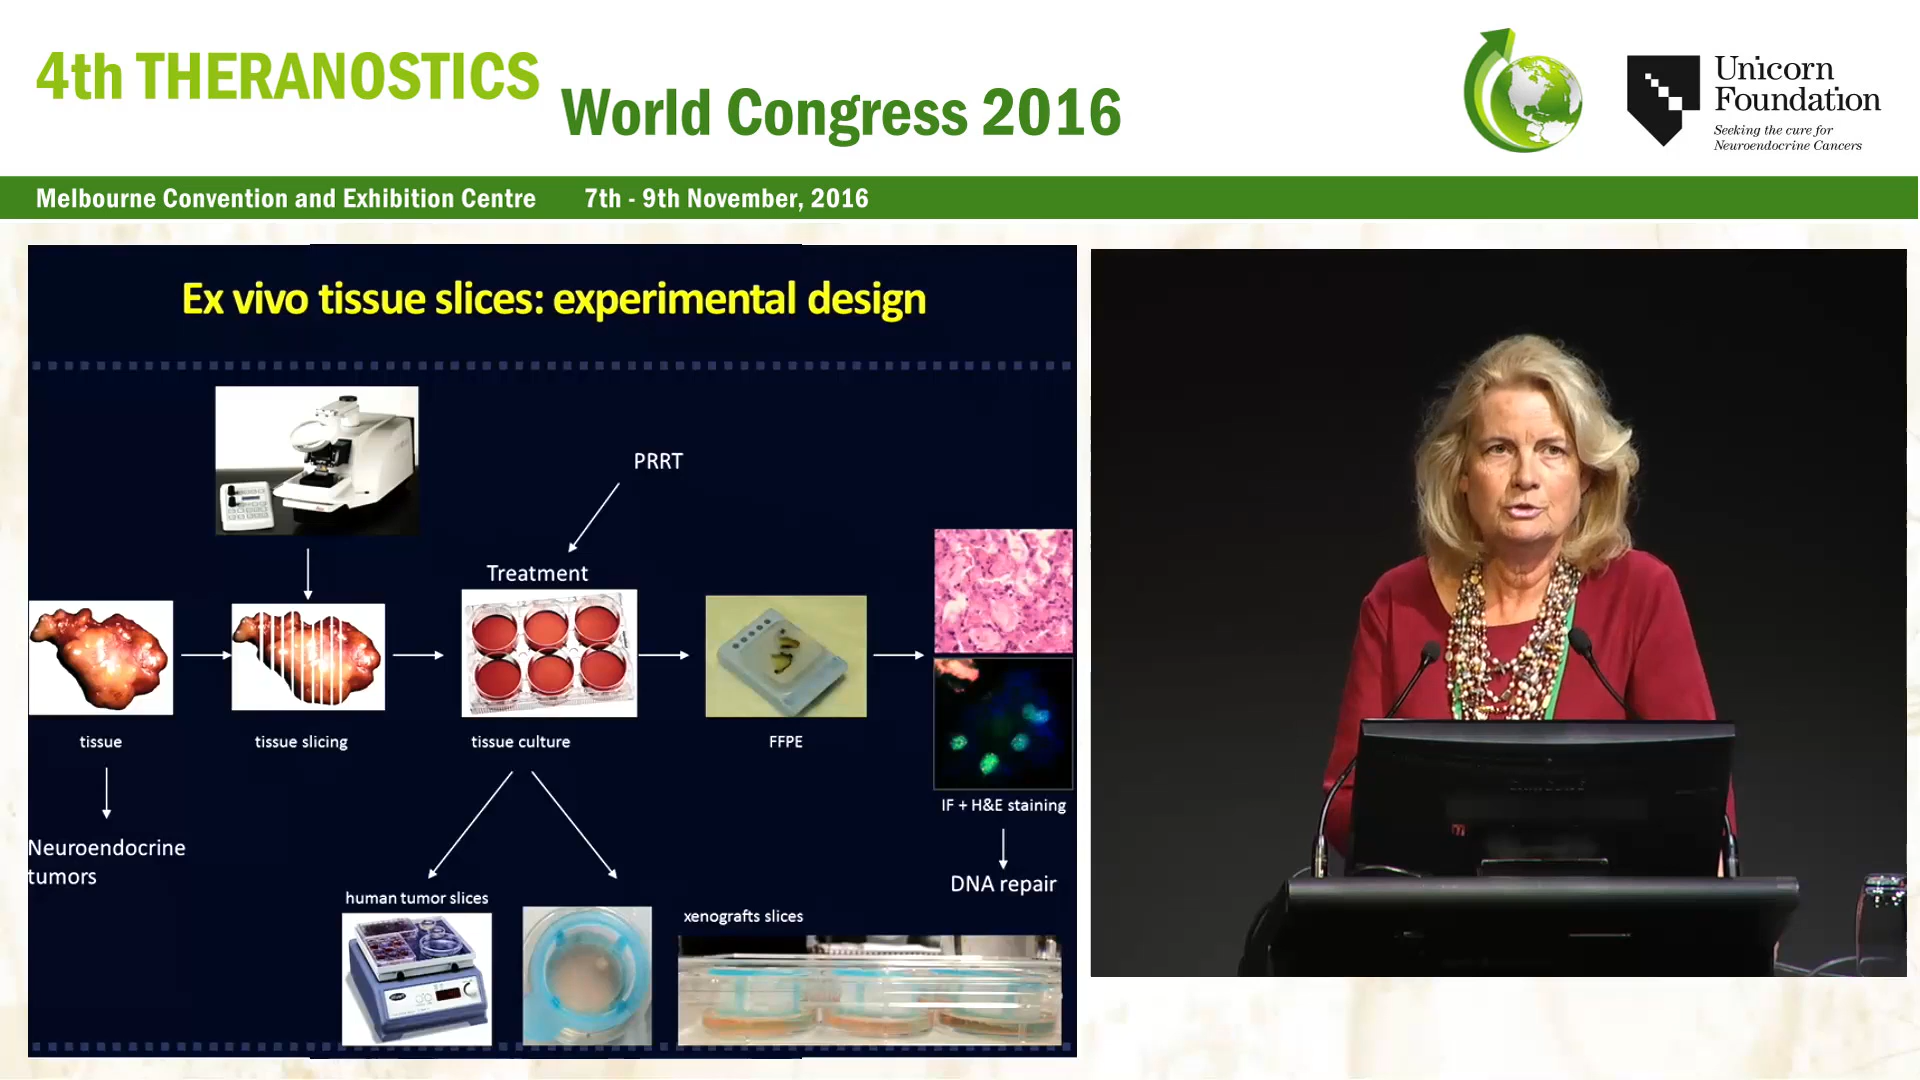 4th THERANOSTICS
World Congress 2016
Unicorn
Foundation
Seeking the cure for
Neuroendocrine Cancers
Melbourne Convention and Exhibition Centre 7th - 9th November, 2016
Ex vivo tissue slices: experimental design
PRRT
Treatment
tissue
tissue slicing
tissue culture
FFPE
IF + H&E staining
Neuroendocrine
tumors
DNA repair
human tumor slices
xenografts slices